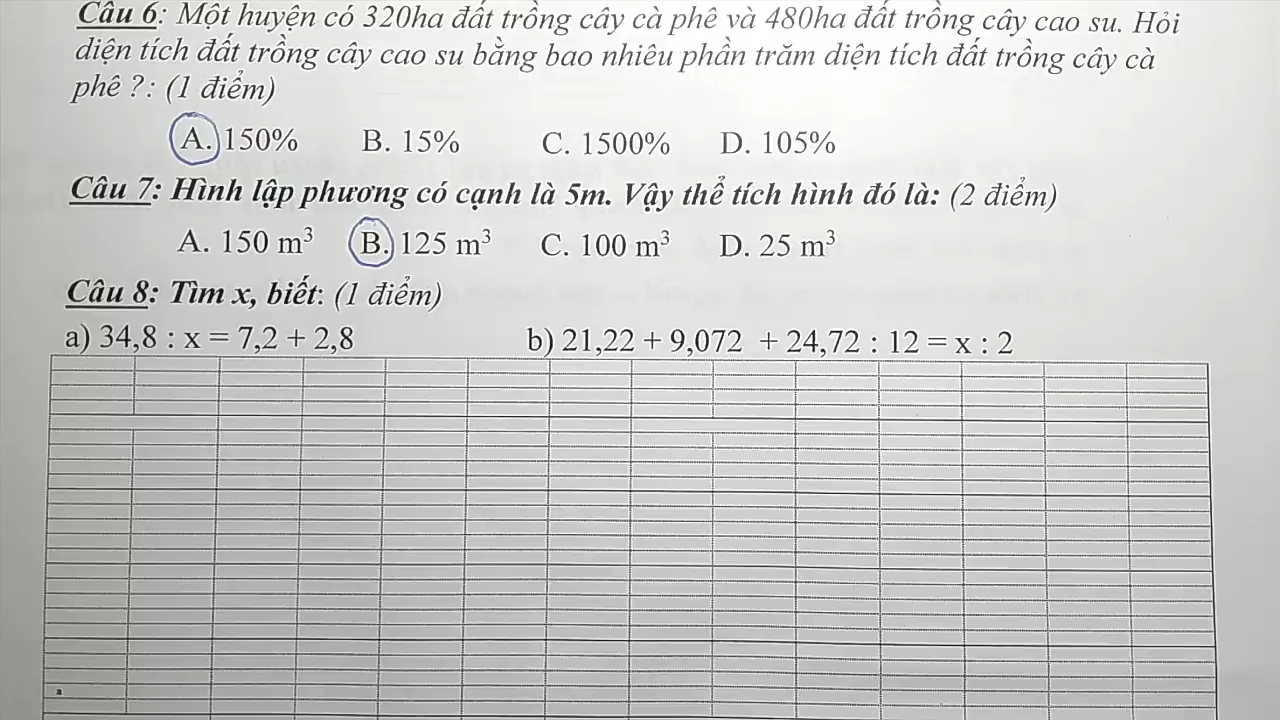 Câu 6: Một huyện có 320ha đất trồng cây cà phê và 480ha đất trồng cây cao su. Hỏi
diện tích đất trồng cây cao su bằng bao nhiêu phần trăm diện tích đất trồng cây cà
phê ?: (1 điểm)
A. 150% B. 15% C. 1500% D. 105%
Câu 7: Hình lập phương có cạnh là 5m. Vậy thể tích hình đó là: (2 điểm)
A. 150 m³ B. 125 m³ C. 100 m³ D. 25 m³
Câu 8: Tìm x, biết: (1 điểm)
a) 34,8 : x = 7,2 + 2,8 b) 21,22 + 9,072 + 24,72 : 12 = x : 2